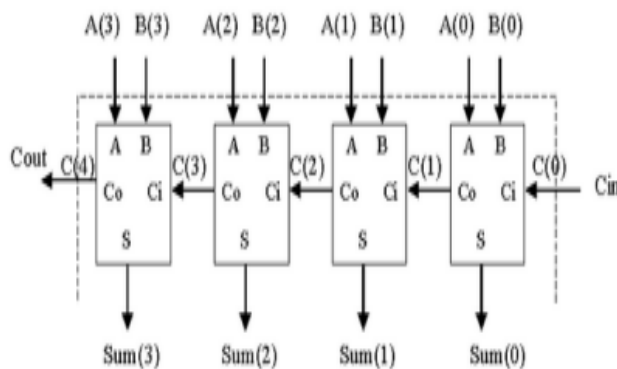 A(3) B(3) A(2) B(2) A(1) B(1) A(0) B(0)
Cout C(4) A B C(3) A B C(2) A B C(1) A B C(0) Cin
Co Ci Co Ci Co Ci Co Ci
S S S S
Sum(3) Sum(2) Sum(1) Sum(0)